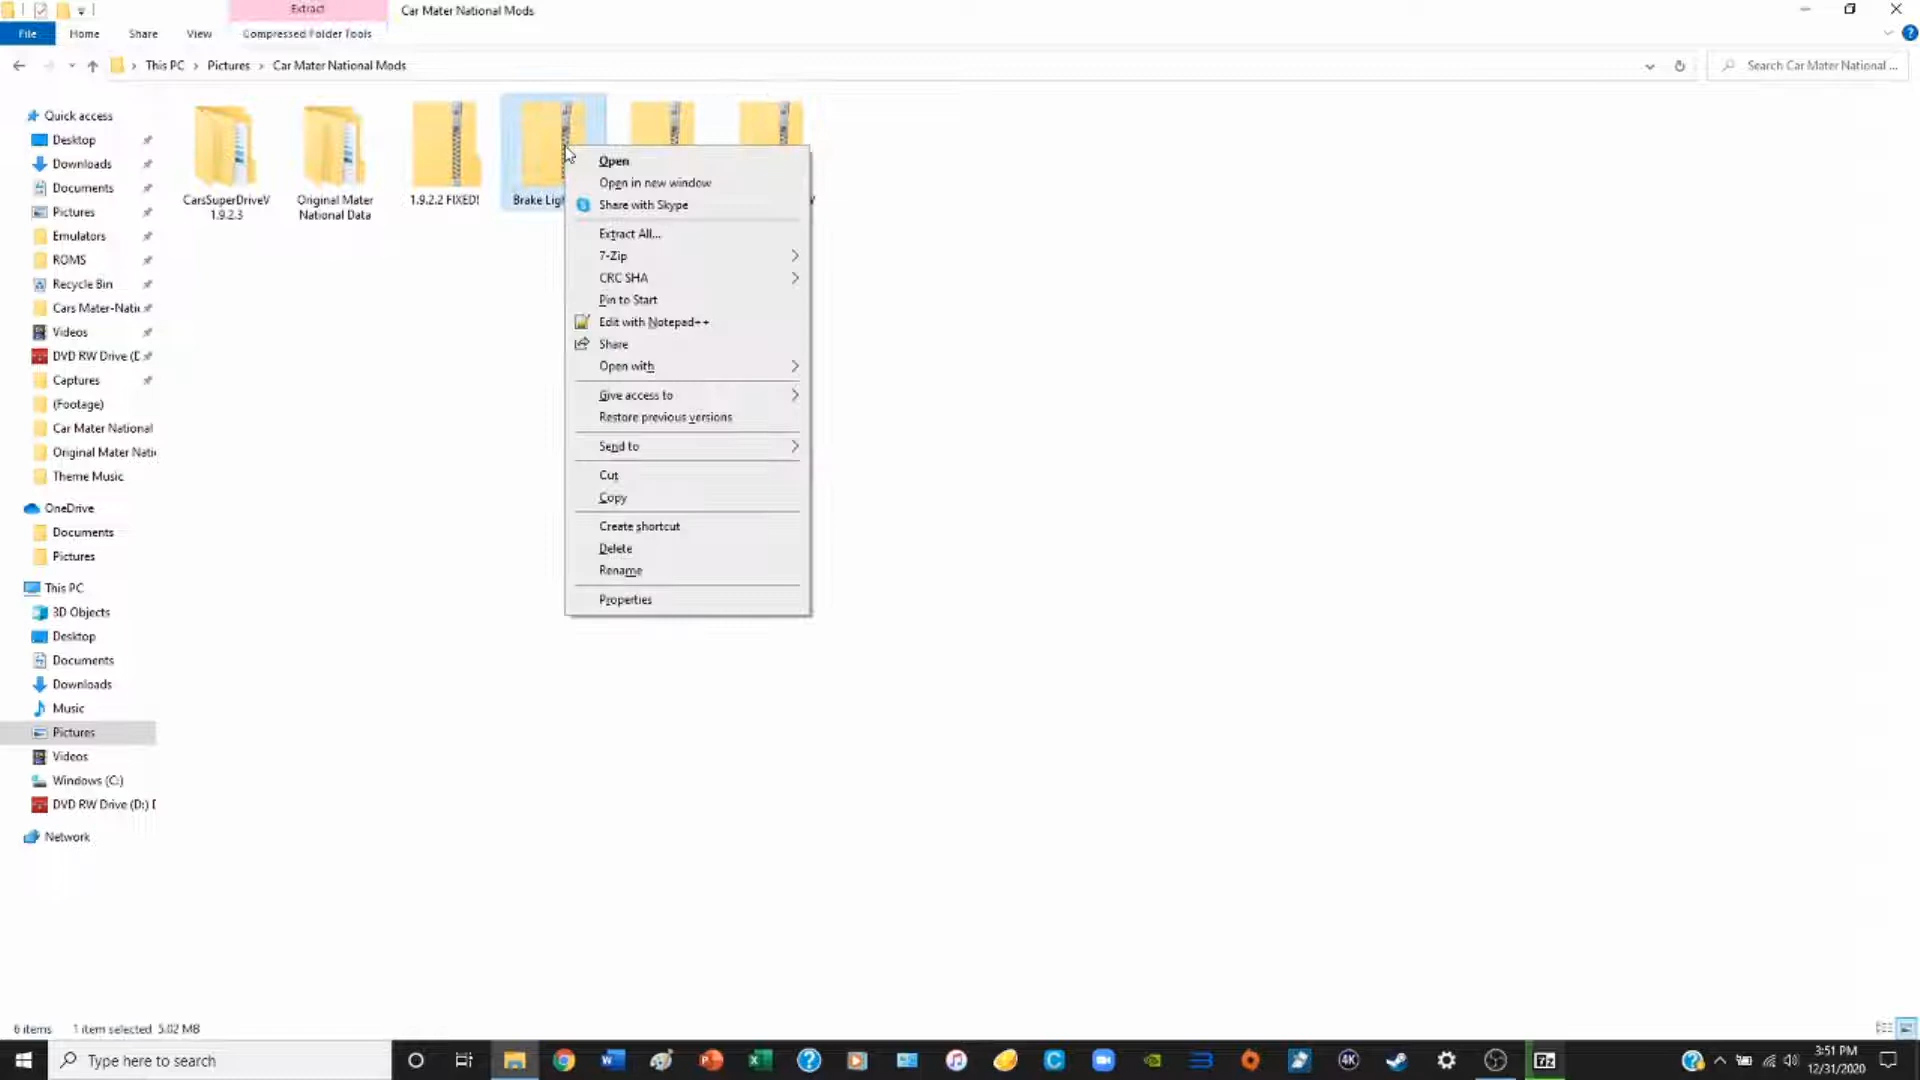 Extract
Car Mater National Mods
File Home Share View Compressed Folder Tools
This PC > Pictures > Car Mater National Mods
Search Car Mater National ...
Quick access
Desktop
Downloads
Documents
Pictures
Emulators
ROMS
Recycle Bin
Cars Mater-Natic
Videos
DVD RW Drive (D
Captures
(Footage)
Car Mater National
Original Mater Nati
Theme Music
OneDrive
Documents
Pictures
This PC
3D Objects
Desktop
Documents
Downloads
Music
Pictures
Videos
Windows (C:)
DVD RW Drive (D:) [
Network
CarsSuperDriveV
1.9.2.3
Original Mater
National Data
1.9.2.2 FIXED!
Brake Ligh
Open
Open in new window
Share with Skype
Extract All...
7-Zip
CRC SHA
Pin to Start
Edit with Notepad++
Share
Open with
Give access to
Restore previous versions
Send to
Cut
Copy
Create shortcut
Delete
Rename
Properties
6 items 1 item selected 5.02 MB
Type here to search
3:51 PM
12/31/2020